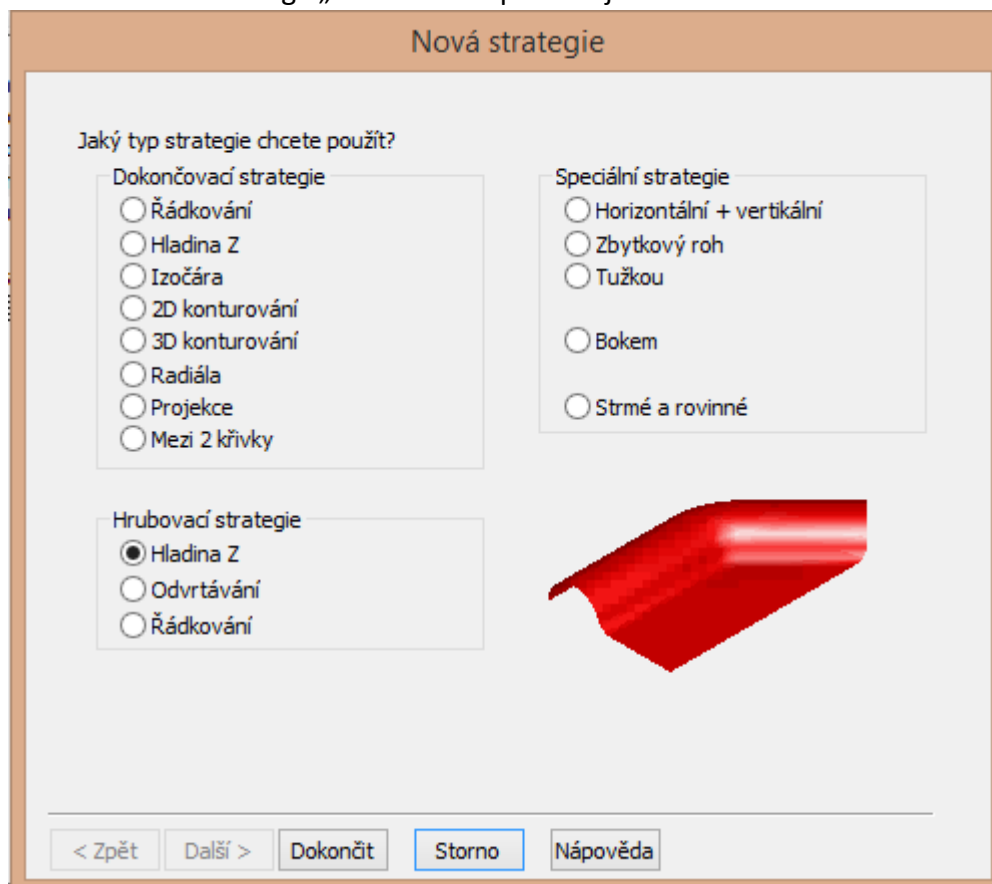 Nová strategie
Jaký typ strategie chcete použít?
Dokončovací strategie
Řádkování
Hladina Z
Izočára
2D konturování
3D konturování
Radiála
Projekce
Mezi 2 křivky
Speciální strategie
Horizontální + vertikální
Zbytkový roh
Tužkou
Bokem
Strmé a rovinné
Hrubovací strategie
Hladina Z
Odvrtávání
Řádkování
< Zpět Další > Dokončit Storno Nápověda